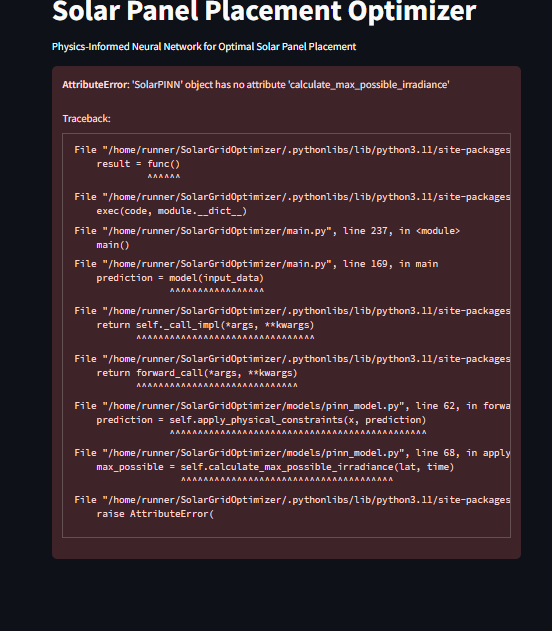 Solar Panel Placement Optimizer
Physics-Informed Neural Network for Optimal Solar Panel Placement
AttributeError: 'SolarPINN' object has no attribute 'calculate_max_possible_irradiance'
Traceback:
File "/home/runner/SolarGridOptimizer/.pythonlibs/lib/python3.11/site-packages
result = func()
^^^^^^
File "/home/runner/SolarGridOptimizer/.pythonlibs/lib/python3.11/site-packages
exec(code, module.__dict__)
File "/home/runner/SolarGridOptimizer/main.py", line 237, in <module>
main()
File "/home/runner/SolarGridOptimizer/main.py", line 169, in main
prediction = model(input_data)
^^^^^^^^^^^^^^^^^
File "/home/runner/SolarGridOptimizer/.pythonlibs/lib/python3.11/site-packages
return self._call_impl(*args, **kwargs)
^^^^^^^^^^^^^^^^^^^^^^^^^^^^^^^^
File "/home/runner/SolarGridOptimizer/.pythonlibs/lib/python3.11/site-packages
return forward_call(*args, **kwargs)
^^^^^^^^^^^^^^^^^^^^^^^^^^^^^
File "/home/runner/SolarGridOptimizer/models/pinn_model.py", line 62, in forwa
prediction = self.apply_physical_constraints(x, prediction)
^^^^^^^^^^^^^^^^^^^^^^^^^^^^^^^^^^^^^^^^^^^^^^
File "/home/runner/SolarGridOptimizer/models/pinn_model.py", line 68, in apply
max_possible = self.calculate_max_possible_irradiance(lat, time)
^^^^^^^^^^^^^^^^^^^^^^^^^^^^^^^^^^^^^^
File "/home/runner/SolarGridOptimizer/.pythonlibs/lib/python3.11/site-packages
raise AttributeError(